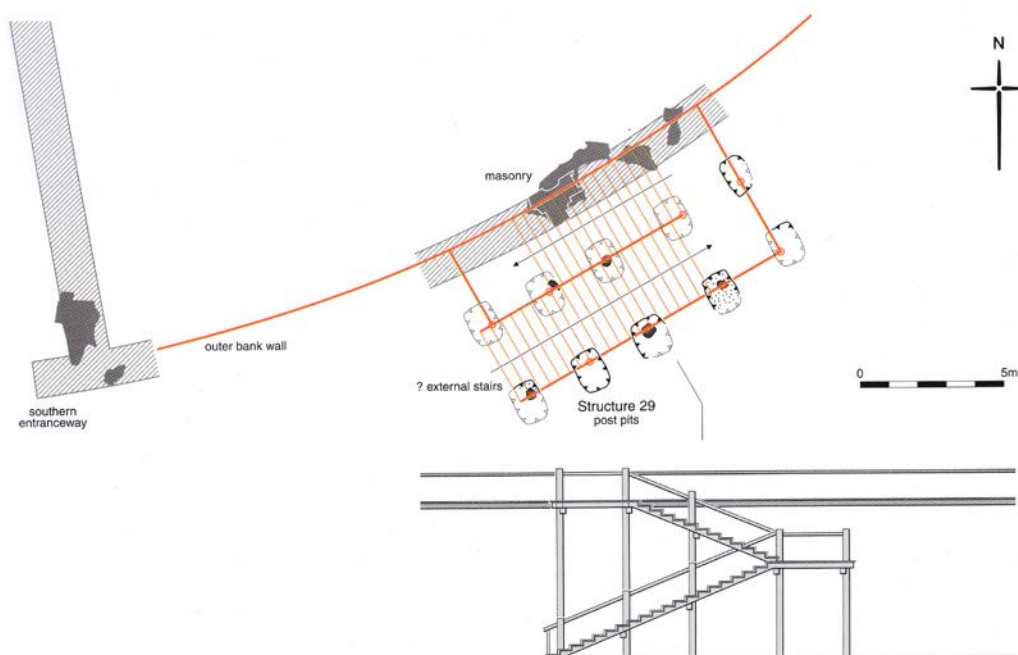 N
masonry
outer bank wall
? external stairs
southern
entranceway
Structure 29
post pits
0
5m